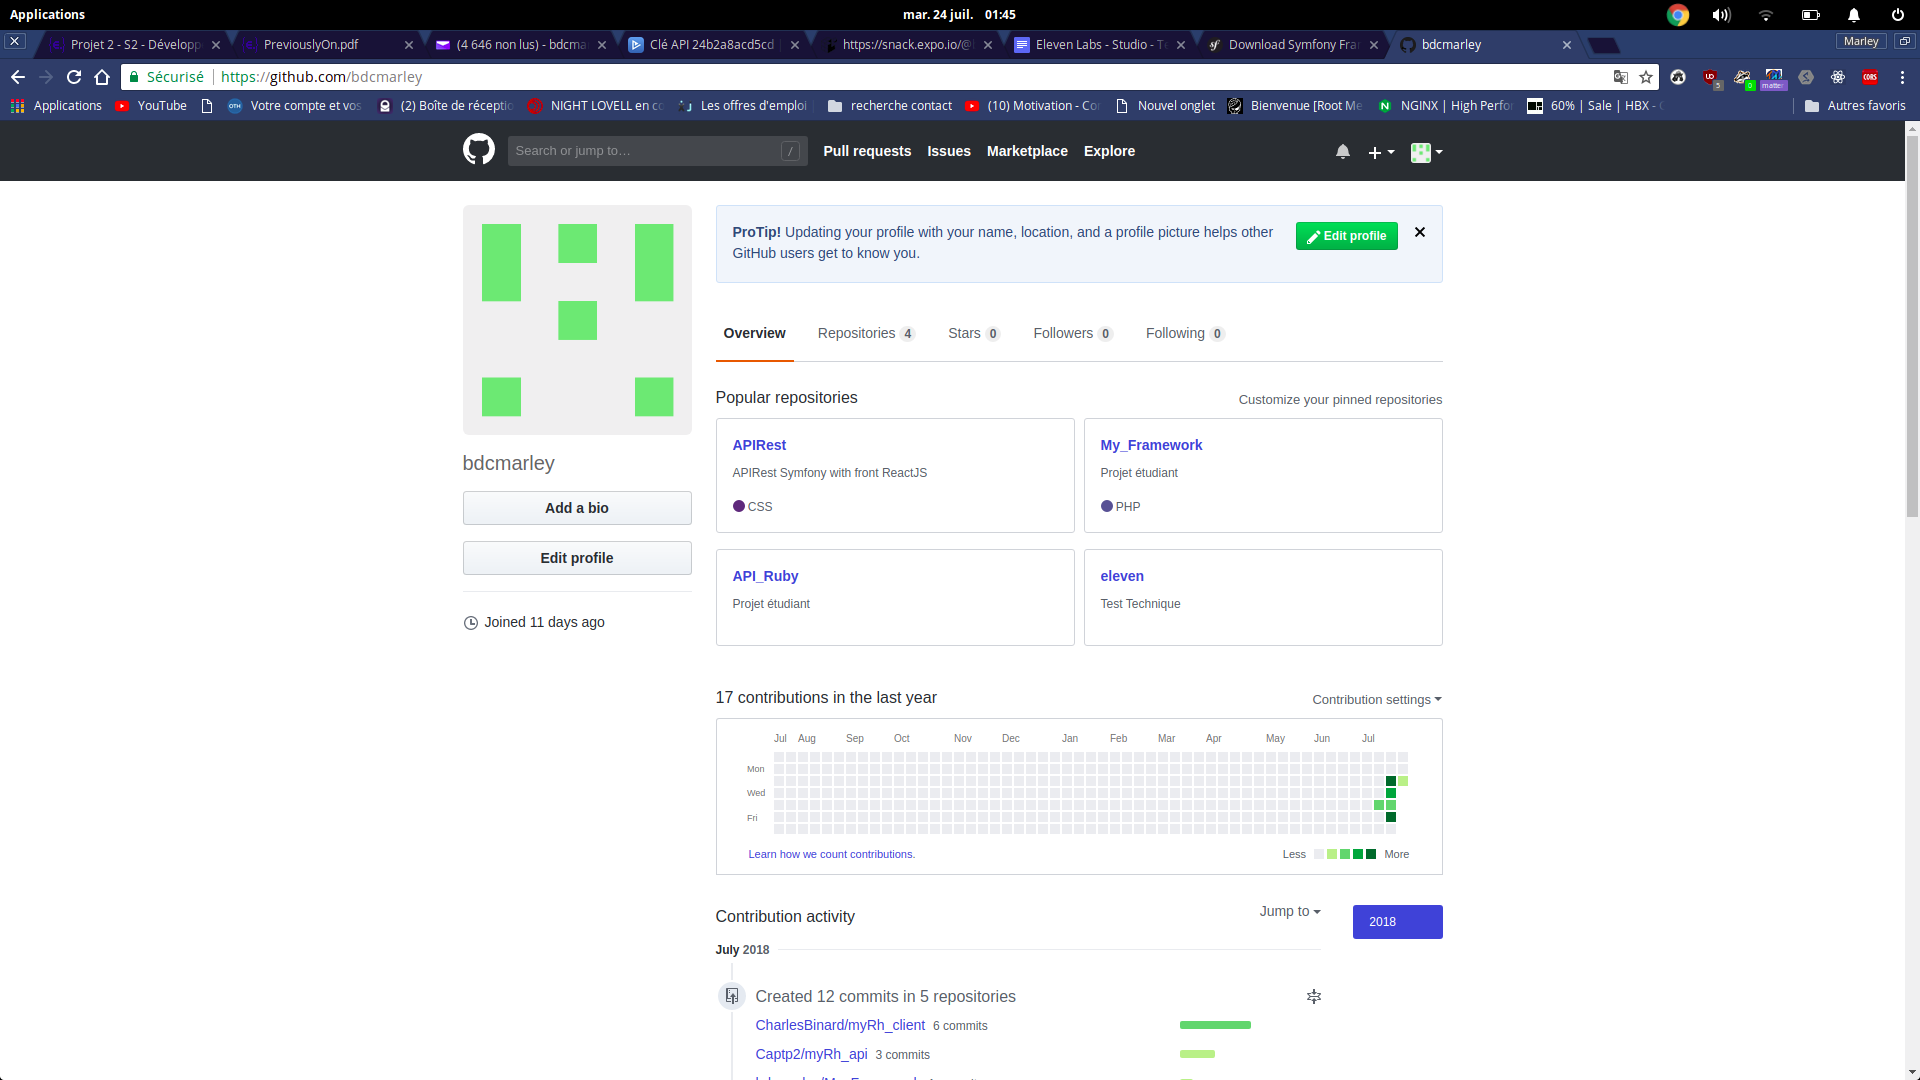 Applications
mar. 24 juil. 01:45
Projet 2 - S2 - Développ
PreviouslyOn.pdf
(4 646 non lus) - bdcma
Clé API 24b2a8acd5cd
https://snack.expo.io/@
Eleven Labs - Studio - Te
Download Symfony Fra
bdcmarley
Marley
Sécurisé
https://github.com/bdcmarley
Applications
YouTube
Votre compte et vos
(2) Boîte de réceptio
NIGHT LOVELL en co
Les offres d'emploi
recherche contact
(10) Motivation - Co
Nouvel onglet
Bienvenue [Root Me
NGINX | High Perfo
60% | Sale | HBX -
Autres favoris
Search or jump to…
/
Pull requests
Issues
Marketplace
Explore
ProTip! Updating your profile with your name, location, and a profile picture helps other
GitHub users get to know you.
Edit profile
Overview
Repositories 4
Stars 0
Followers 0
Following 0
Popular repositories
Customize your pinned repositories
APIRest
APIRest Symfony with front ReactJS
CSS
My_Framework
Projet étudiant
PHP
API_Ruby
Projet étudiant
eleven
Test Technique
bdcmarley
Add a bio
Edit profile
Joined 11 days ago
17 contributions in the last year
Contribution settings
Jul Aug Sep Oct Nov Dec Jan Feb Mar Apr May Jun Jul
Mon
Wed
Fri
Learn how we count contributions.
Less
More
Contribution activity
Jump to
2018
July 2018
Created 12 commits in 5 repositories
CharlesBinard/myRh_client 6 commits
Captp2/myRh_api 3 commits